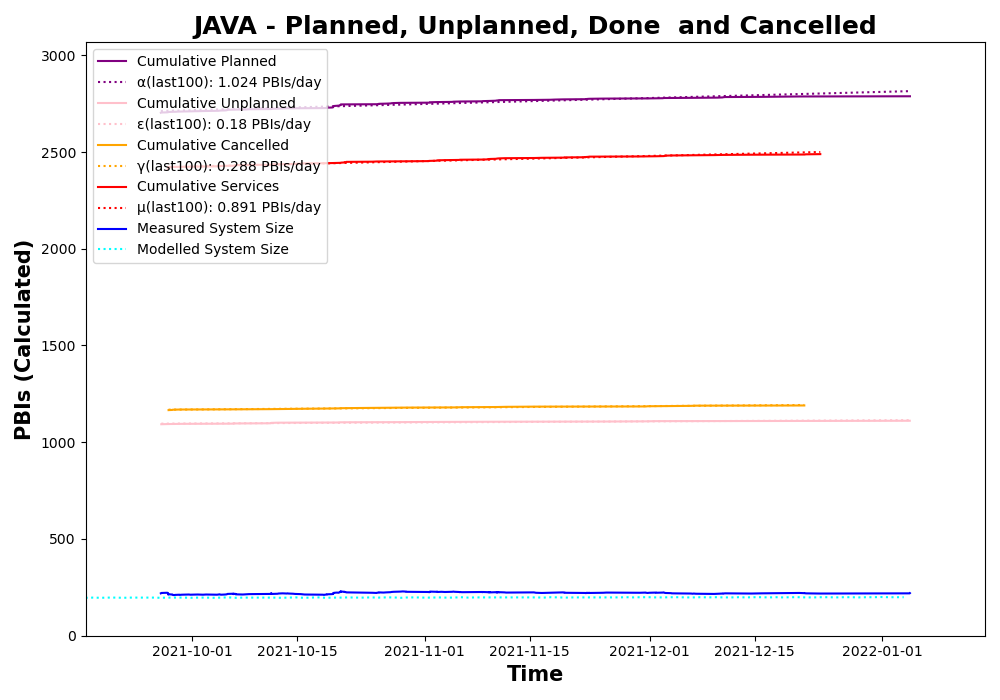 JAVA - Planned, Unplanned, Done  and Cancelled
3000
2500
2000
1500
1000
500
0
PBIs (Calculated)
Cumulative Planned
α(last100): 1.024 PBIs/day
Cumulative Unplanned
ε(last100): 0.18 PBIs/day
Cumulative Cancelled
γ(last100): 0.288 PBIs/day
Cumulative Services
μ(last100): 0.891 PBIs/day
Measured System Size
Modelled System Size
2021-10-01
2021-10-15
2021-11-01
2021-11-15
2021-12-01
2021-12-15
2022-01-01
Time